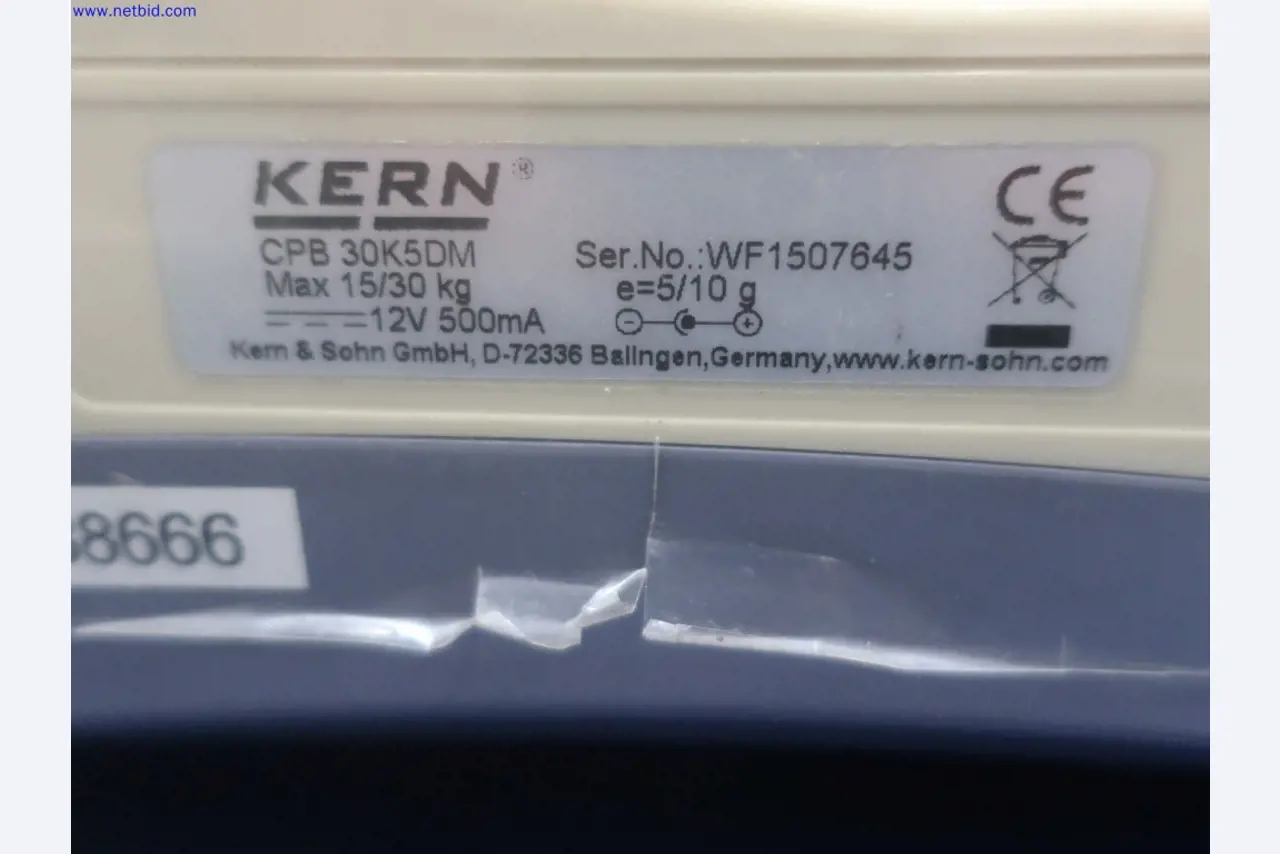 www.netbid.com
KERN®
CPB 30K5DM Ser.No.:WF1507645
Max 15/30 kg e=5/10 g
12V 500mA
Kern & Sohn GmbH, D-72336 Balingen,Germany,www.kern-sohn.com
CE
8666